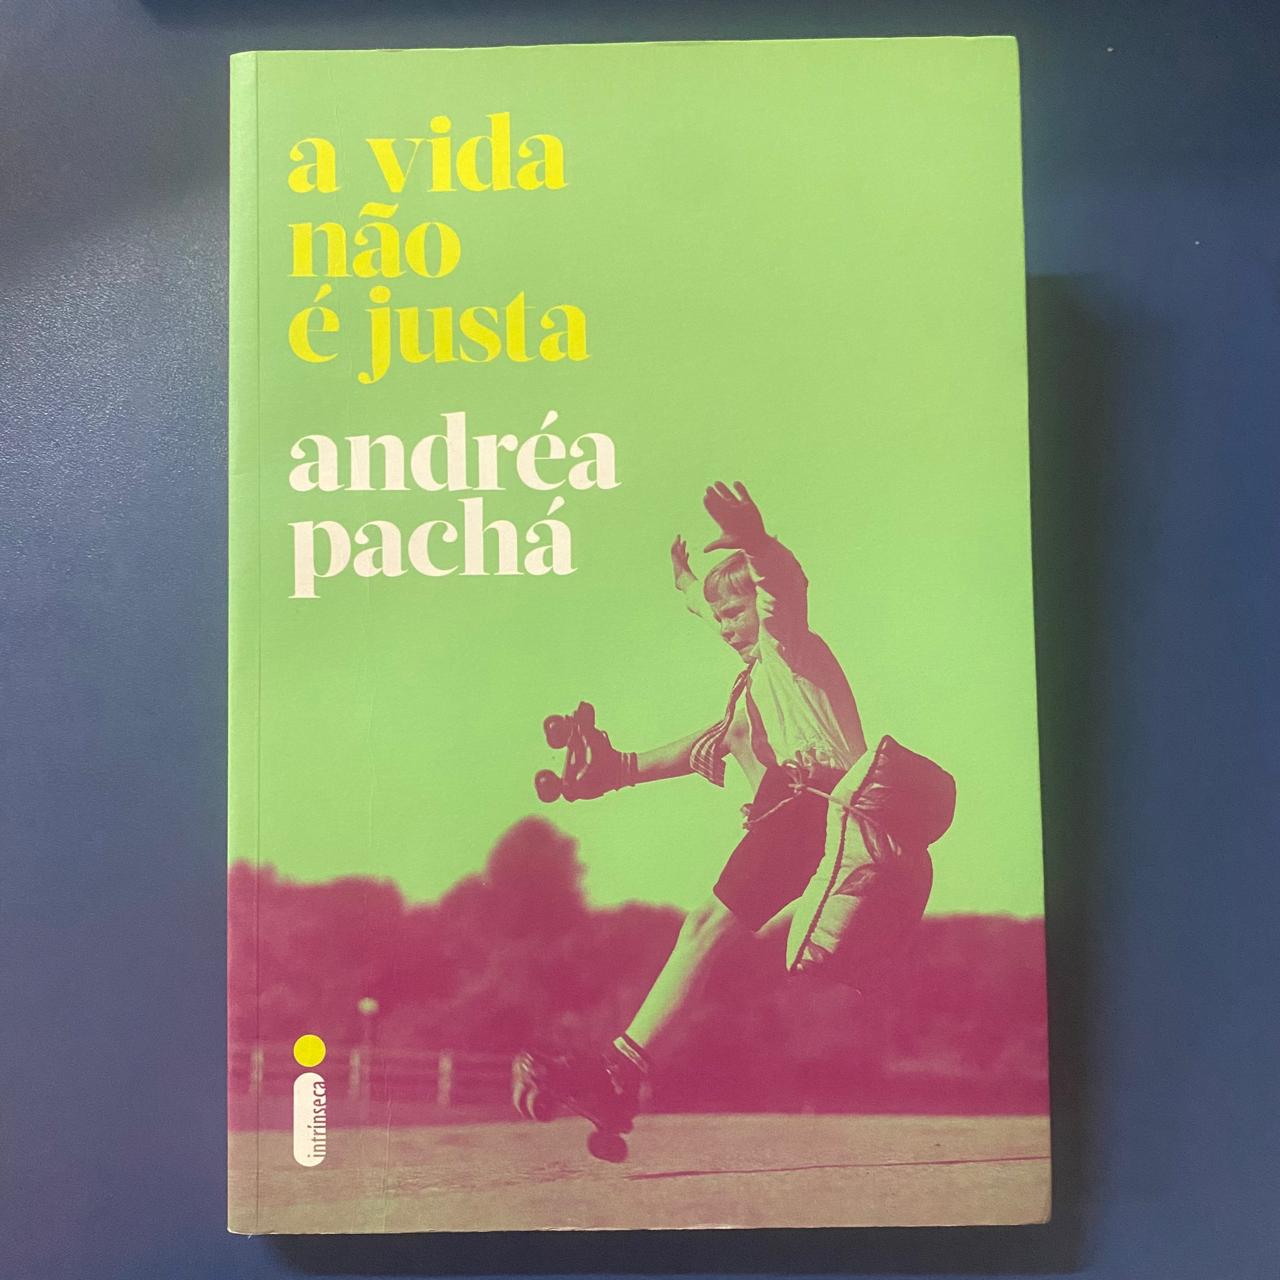 a vida
não
é justa
andréa
pachá
intrínseca